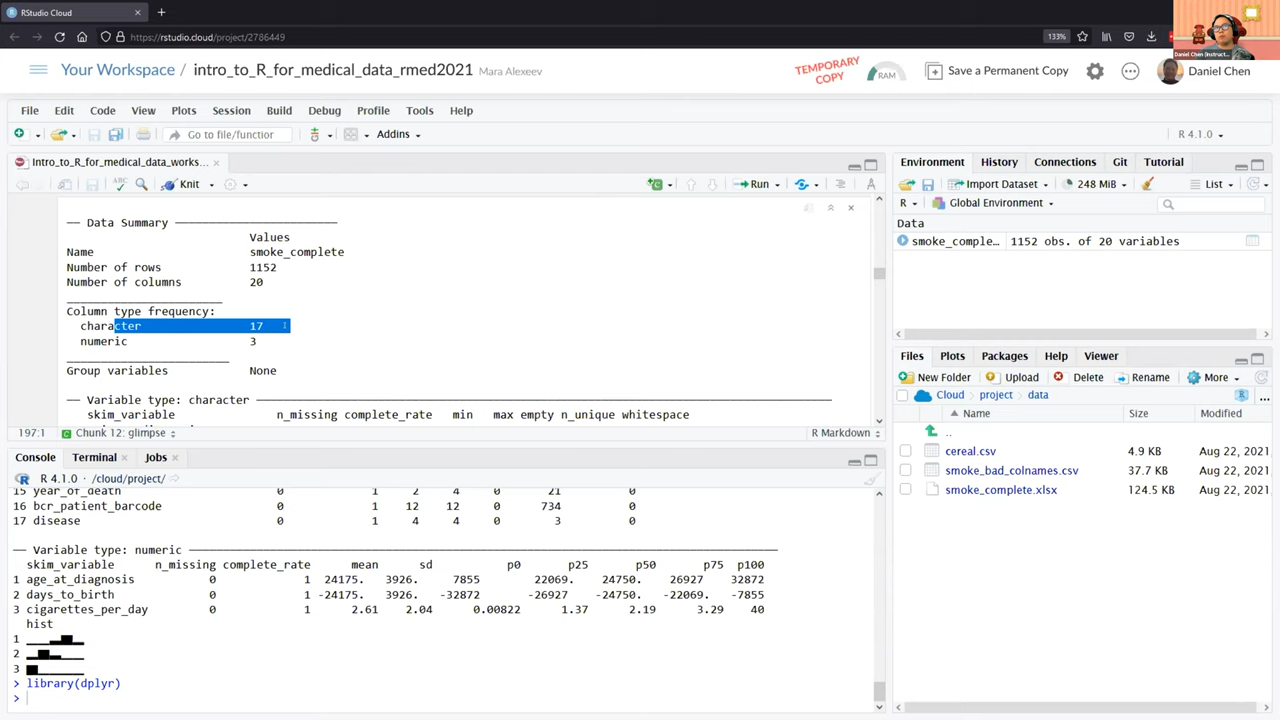 RStudio Cloud
https://rstudio.cloud/project/2786449
133%
Daniel Chen (Instruct...
Your Workspace / intro_to_R_for_medical_data_rmed2021 Mara Alexeev
TEMPORARY COPY
RAM
Save a Permanent Copy
Daniel Chen
File Edit Code View Plots Session Build Debug Profile Tools Help
Go to file/functior
Addins
R 4.1.0
Intro_to_R_for_medical_data_works...
Knit
Run
— Data Summary ————————————
Values
Name smoke_complete
Number of rows 1152
Number of columns 20
_______________________
Column type frequency:
character 17
numeric 3
________________________
Group variables None
— Variable type: character ————————————
skim_variable n_missing complete_rate min max empty n_unique whitespace
197:1 Chunk 12: glimpse
R Markdown
Console Terminal Jobs
R 4.1.0 · /cloud/project/
15 year_of_death 0 1 2 4 0 21 0
16 bcr_patient_barcode 0 1 12 12 0 734 0
17 disease 0 1 4 4 0 3 0
— Variable type: numeric ————————————
skim_variable n_missing complete_rate mean sd p0 p25 p50 p75 p100
1 age_at_diagnosis 0 1 24175. 3926. 7855 22069. 24750. 26927 32872
2 days_to_birth 0 1 -24175. 3926. -32872 -26927 -24750. -22069. -7855
3 cigarettes_per_day 0 1 2.61 2.04 0.00822 1.37 2.19 3.29 40
hist
1 ▁▁▁▃▇▂
2 ▂▇▃▁▁▁
3 ▇▁▁▁▁▁
> library(dplyr)
>
Environment History Connections Git Tutorial
Import Dataset 248 MiB List
R Global Environment
Data
smoke_comple… 1152 obs. of 20 variables
Files Plots Packages Help Viewer
New Folder Upload Delete Rename More
Cloud project data
Name Size Modified
..
cereal.csv 4.9 KB Aug 22, 2021,
smoke_bad_colnames.csv 37.7 KB Aug 22, 2021,
smoke_complete.xlsx 124.5 KB Aug 22, 2021,